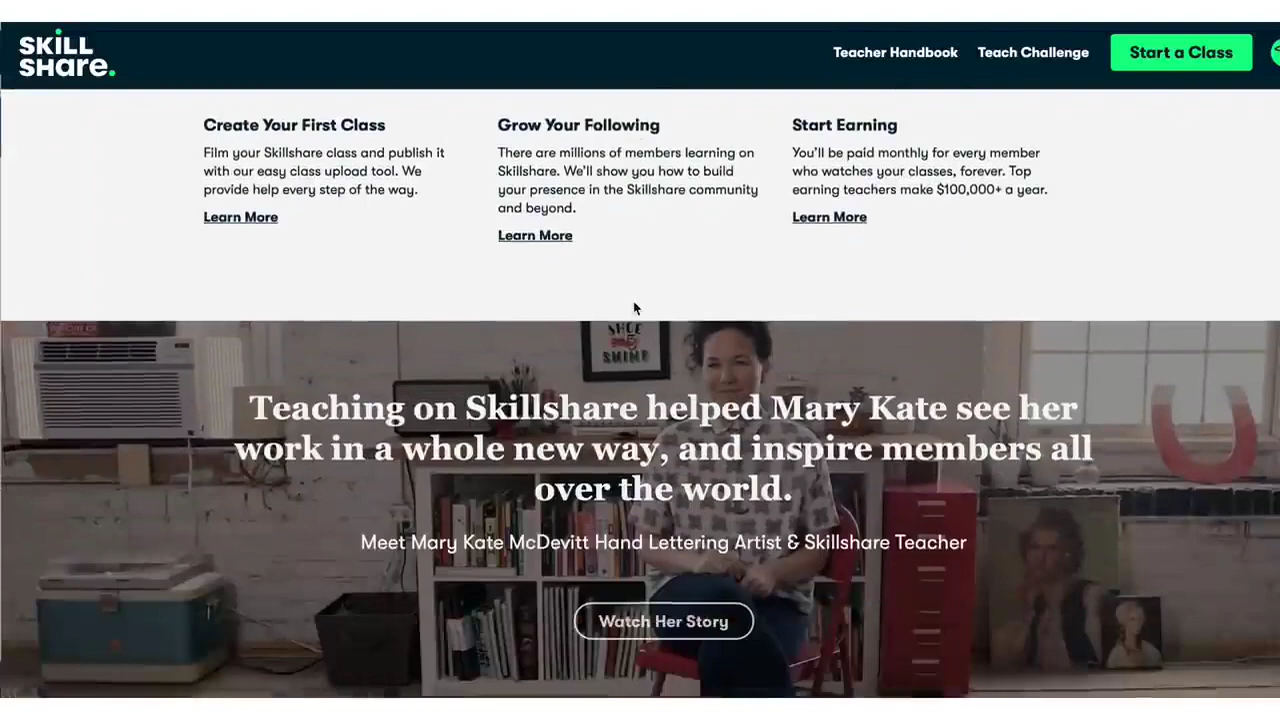 SKILL
SHARE.
Teacher Handbook
Teach Challenge
Start a Class
Create Your First Class
Film your Skillshare class and publish it
with our easy class upload tool. We
provide help every step of the way.
Learn More
Grow Your Following
There are millions of members learning on
Skillshare. We'll show you how to build
your presence in the Skillshare community
and beyond.
Learn More
Start Earning
You'll be paid monthly for every member
who watches your classes, forever. Top
earning teachers make $100,000+ a year.
Learn More
SHOE
SHINE
Teaching on Skillshare helped Mary Kate see her
work in a whole new way, and inspire members all
over the world.
Meet Mary Kate McDevitt Hand Lettering Artist & Skillshare Teacher
Watch Her Story